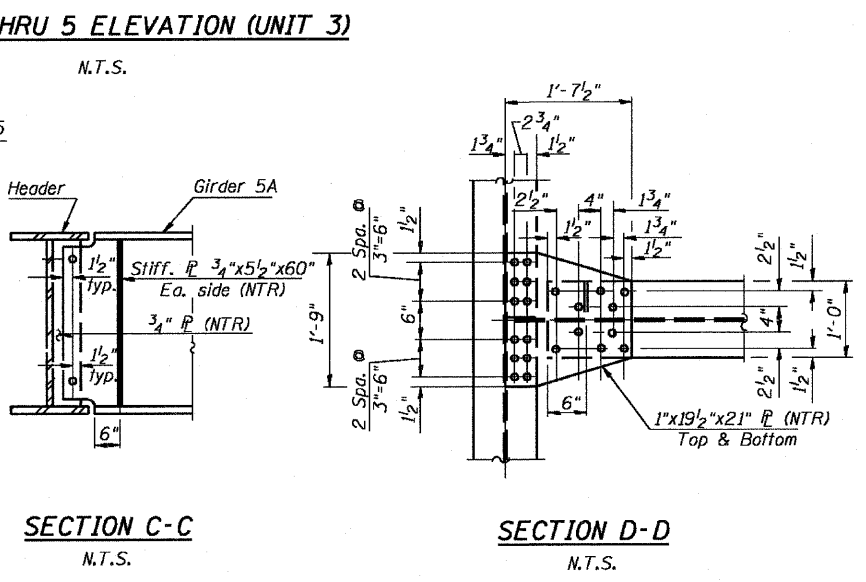 HRU 5 ELEVATION (UNIT 3)
N.T.S.
5
Header
Girder 5A
1½"
typ.
Stiff. ⅊ ¾"x5½"x60"
Ea. side (NTR)
¾" ⅊ (NTR)
1½"
typ.
6"
SECTION C-C
N.T.S.
1'-7½"
2¾"
1¾"
1½"
2½"
4"
1¾"
1½"
1¾"
1½"
2 Spa. @
3"=6"
1½"
1'-9"
6"
2 Spa. @
3"=6"
1½"
2½"
1½"
4"
1'-0"
2½"
1½"
6"
1"x19½"x21" ⅊ (NTR)
Top & Bottom
SECTION D-D
N.T.S.